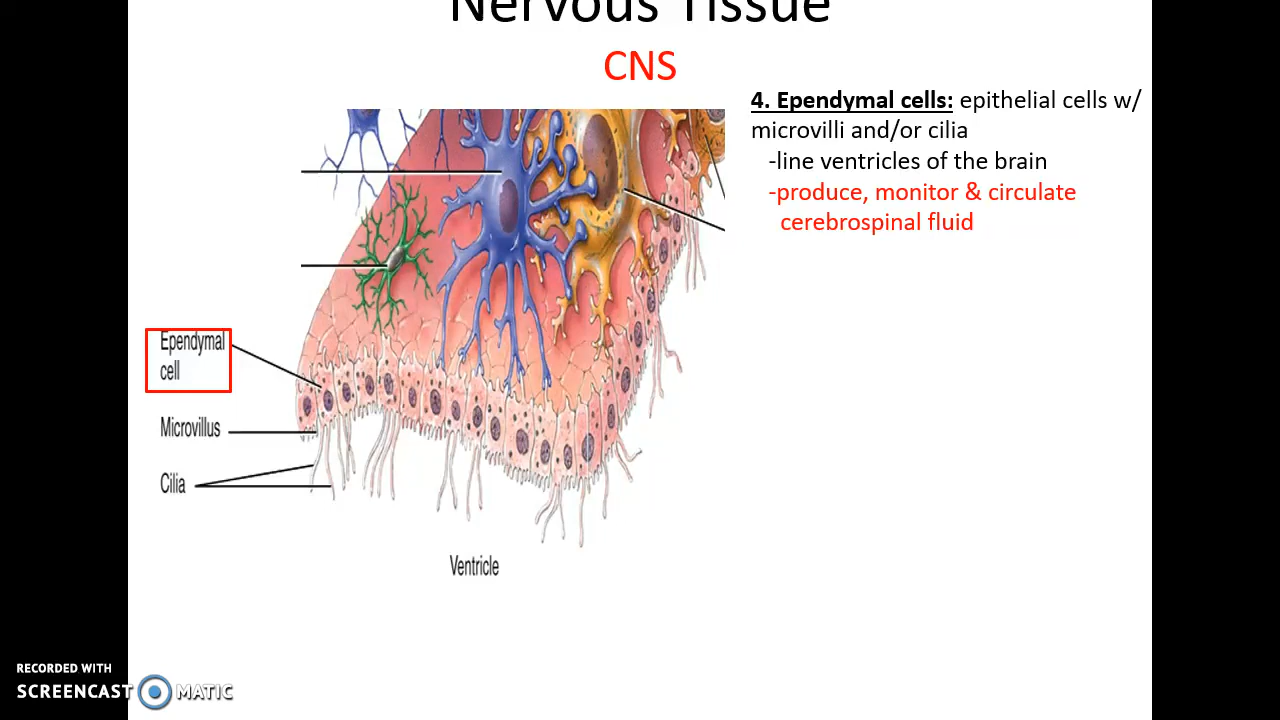 Nervous Tissue
CNS
4. Ependymal cells: epithelial cells w/
microvilli and/or cilia
-line ventricles of the brain
-produce, monitor & circulate
cerebrospinal fluid
Ependymal
cell
Microvillus
Cilia
Ventricle
RECORDED WITH
SCREENCAST MATIC